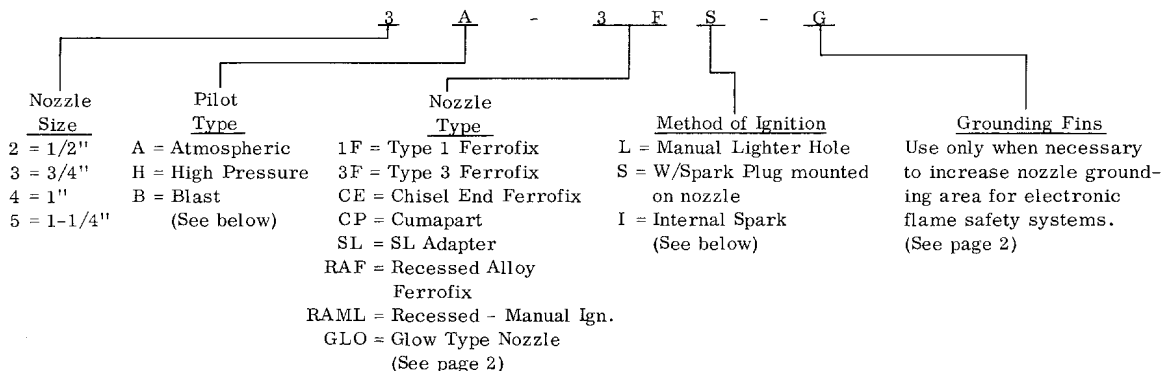 3 A - 3 F S - G
Nozzle
Size
2 = 1/2"
3 = 3/4"
4 = 1"
5 = 1-1/4"
Pilot
Type
A = Atmospheric
H = High Pressure
B = Blast
(See below)
Nozzle
Type
1F = Type 1 Ferrofix
3F = Type 3 Ferrofix
CE = Chisel End Ferrofix
CP = Cumapart
SL = SL Adapter
RAF = Recessed Alloy
Ferrofix
RAML = Recessed - Manual Ign.
GLO = Glow Type Nozzle
(See page 2)
Method of Ignition
L = Manual Lighter Hole
S = W/Spark Plug mounted
on nozzle
I = Internal Spark
(See below)
Grounding Fins
Use only when necessary
to increase nozzle ground-
ing area for electronic
flame safety systems.
(See page 2)